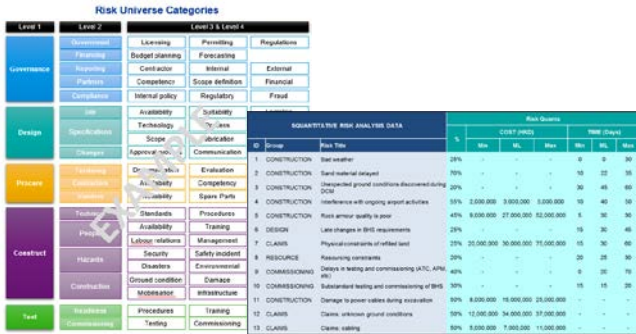 Risk Universe Categories
Level 1 Level 2 Level 3 & Level 4
Governance
Government Licensing Permitting Regulations
Financing Budget planning Forecasting
Reporting Contractor Internal External
Partners Competency Scope definition Financial
Compliance Internal policy Regulatory Fraud
Design
Site Availability Suitability
Specifications Technology
Scope Fabrication
Changes Communication
Procure
Evaluation
Availability Competency
Availability Spare Parts
Construct
Standards Procedures
People Availability Training
Labour relations Management
Hazards Security Safety incident
Disasters Environmental
Construction Ground condition Damage
Mobilisation Infrastructure
Test
Readiness Procedures Training
Commissioning Testing Commissioning
EXAMPLE
SQUANTITATIVE RISK ANALYSIS DATA
Risk Quants
% COST (HKD) TIME (Days)
ID Group Risk Title Min ML Max Min ML Max
1 CONSTRUCTION Bad weather 25% - - - 0 0 30
2 CONSTRUCTION Sand material delayed 70% - - - 10 22 35
3 CONSTRUCTION Unexpected ground conditions discovered during DCM 20% - - - 30 45 60
4 CONSTRUCTION Interference with ongoing airport activities 55% 2,000,000 3,000,000 5,000,000 10 40 50
5 CONSTRUCTION Rock armour quality is poor 45% 9,000,000 27,000,000 52,000,000 5 50 30
6 DESIGN Late changes in BHS requirements 25% - - - 15 30 45
7 CLAIMS Physical constraints of refilled land 25% 20,000,000 30,000,000 75,000,000 15 30 60
8 RESOURCE Resourcing constraints 20% - - - 20 25 30
9 COMMISSIONING Delays in testing and commissioning (ATC, APM, etc) 40% - - - 0 20 70
10 COMMISSIONING Substandard testing and commissioning of BHS 30% - - - 15 15 20
11 CONSTRUCTION Damage to power cables during excavation 50% 8,000,000 16,000,000 25,000,000 - - -
12 CLAIMS Claims: unknown ground conditions 50% 12,000,000 34,000,000 37,000,000 - - -
13 CLAIMS Claims: cabling 80% 5,000,000 7,000,000 11,000,000 - - -